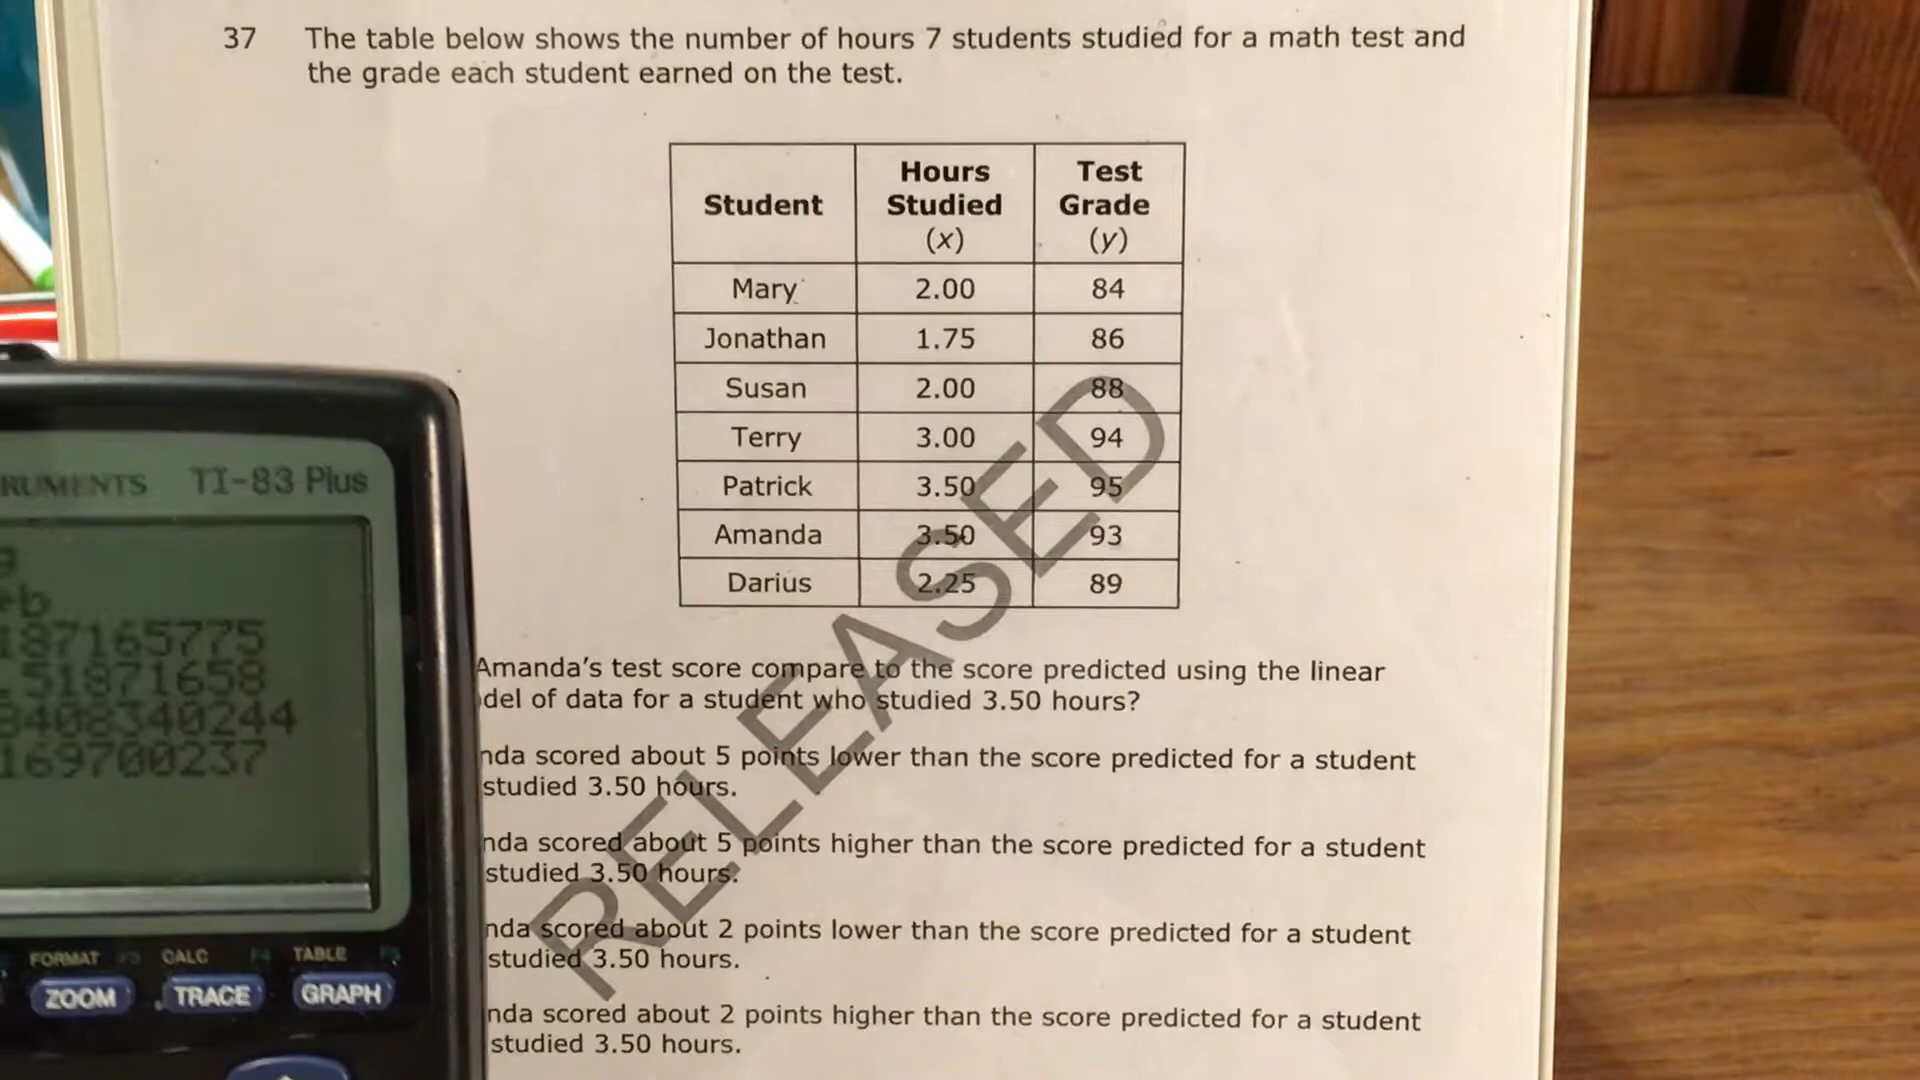 37 The table below shows the number of hours 7 students studied for a math test and
the grade each student earned on the test.
Student Hours Studied (x) Test Grade (y)
Mary 2.00 84
Jonathan 1.75 86
Susan 2.00 88
Terry 3.00 94
Patrick 3.50 95
Amanda 3.50 93
Darius 2.25 89
Amanda's test score compare to the score predicted using the linear
del of data for a student who studied 3.50 hours?
nda scored about 5 points lower than the score predicted for a student
studied 3.50 hours.
nda scored about 5 points higher than the score predicted for a student
studied 3.50 hours.
nda scored about 2 points lower than the score predicted for a student
studied 3.50 hours.
nda scored about 2 points higher than the score predicted for a student
studied 3.50 hours.
RELEASED
RUMENTS TI-83 Plus
+b
187165775
.51871658
8408340244
169700237
FORMAT F3 CALC F4 TABLE F5
ZOOM TRACE GRAPH